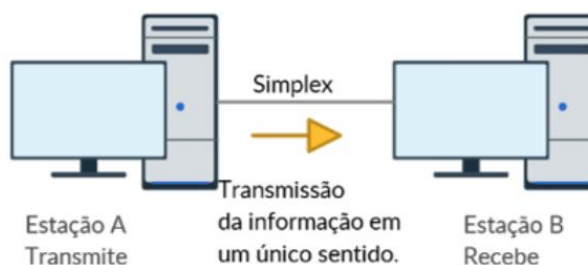 Simplex
Transmissão
da informação em
um único sentido.
Estação A
Transmite
Estação B
Recebe